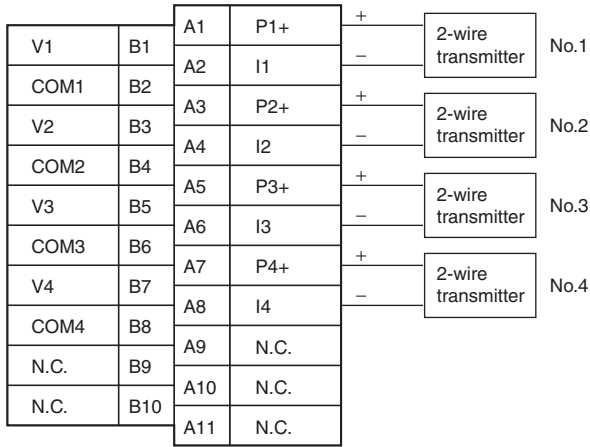 A1 P1+ +
2-wire
transmitter
No.1
V1 B1
A2 I1 −
COM1 B2
A3 P2+ +
2-wire
transmitter
No.2
V2 B3
A4 I2 −
COM2 B4
A5 P3+ +
2-wire
transmitter
No.3
V3 B5
A6 I3 −
COM3 B6
A7 P4+ +
2-wire
transmitter
No.4
V4 B7
A8 I4 −
COM4 B8
A9 N.C.
N.C. B9
A10 N.C.
N.C. B10
A11 N.C.